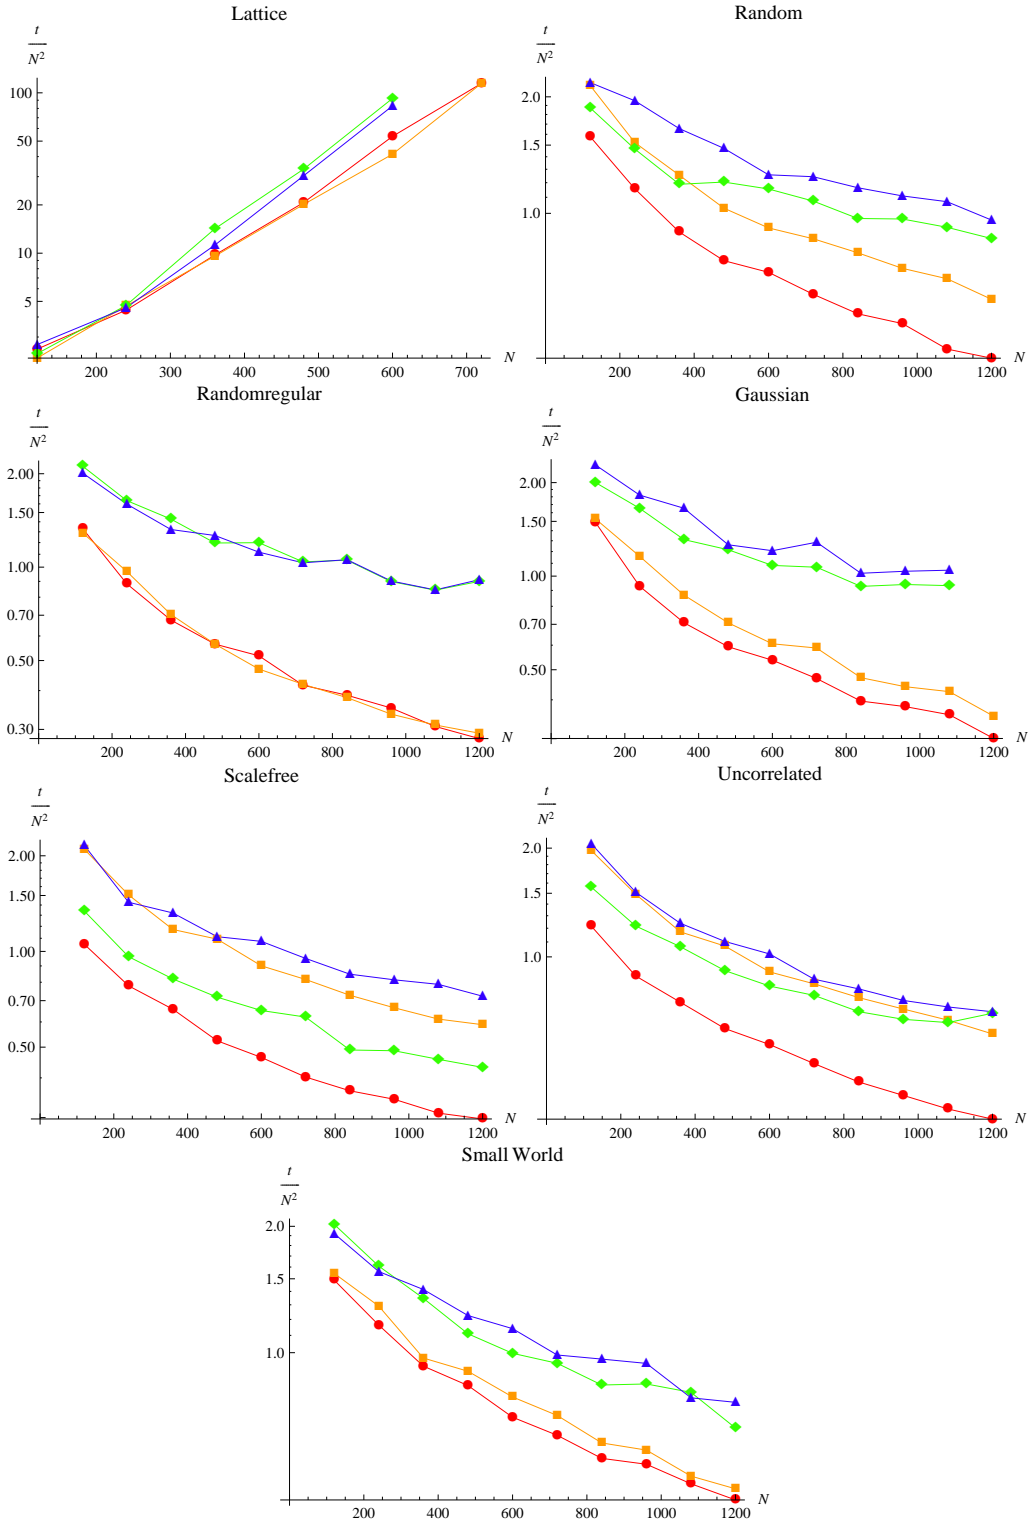 Lattice
t
N²
100
50
20
10
5
200 300 400 500 600 700 N
Random
t
N²
2.0
1.5
1.0
200 400 600 800 1000 1200 N
Randomregular
t
N²
2.00
1.50
1.00
0.70
0.50
0.30
200 400 600 800 1000 1200 N
Gaussian
t
N²
2.00
1.50
1.00
0.70
0.50
200 400 600 800 1000 1200 N
Scalefree
t
N²
2.00
1.50
1.00
0.70
0.50
200 400 600 800 1000 1200 N
Uncorrelated
t
N²
2.0
1.5
1.0
200 400 600 800 1000 1200 N
Small World
t
N²
2.0
1.5
1.0
200 400 600 800 1000 1200 N